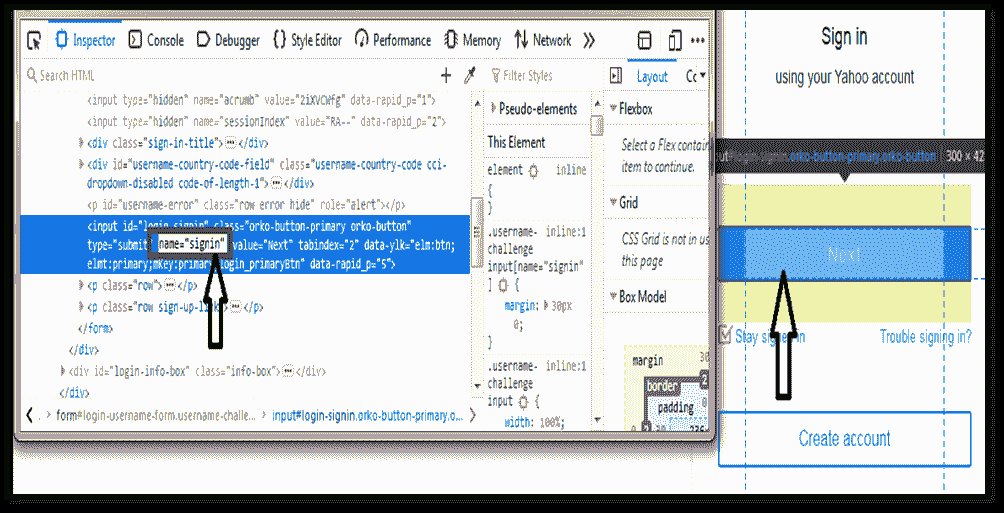 Inspector Console Debugger Style Editor Performance Memory Network
Search HTML
<input type="hidden" name="acrumb" value="2iXVCWfg" data-rapid_p="1">
<input type="hidden" name="sessionIndex" value="RA--" data-rapid_p="2">
<div class="sign-in-title"></div>
<div id="username-country-code-field" class="username-country-code cci-
dropdown-disabled code-of-length-1"></div>
<p id="username-error" class="row error hide" role="alert"></p>
<input id="login-signin" class="orko-button-primary orko-button"
type="submit name="signin" value="Next" tabindex="2" data-ylk="elm:btn;
elmt:primary;mKey:primary login_primaryBtn" data-rapid_p="5">
<p class="row"></p>
<p class="row sign-up-link"></p>
</form>
</div>
<div id="login-info-box" class="info-box"></div>
</div>
form#login-username-form.username-challe...
input#login-signin.orko-button-primary.o...
Filter Styles
Pseudo-elements
This Element
element inline
{
}
.username- inline:1
challenge
input[name="signin"
] {
margin: 30px
0;
}
.username- inline:1
challenge
input {
width: 100%;
Layout
Flexbox
Select a Flex contain
item to continue.
Grid
CSS Grid is not in us
this page
Box Model
margin 30
border 2
padding 0
Sign in
using your Yahoo account
put#login-signin.orko-button-primary.orko-button 300 × 42
Next
Stay signed in Trouble signing in?
Create account